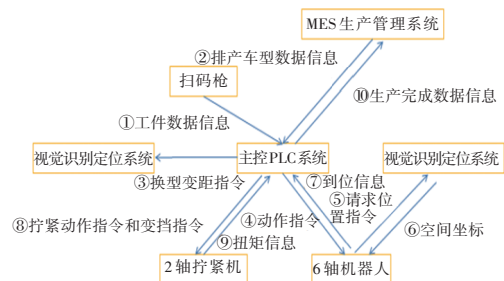 MES生产管理系统
②排产车型数据信息
扫码枪
⑩生产完成数据信息
①工件数据信息
视觉识别定位系统
主控PLC系统
视觉识别定位系统
③换型变距指令
⑦到位信息
⑤请求位
置指令
⑧拧紧动作指令和变挡指令
④动作指令
⑥空间坐标
⑨扭矩信息
2轴拧紧机
6轴机器人